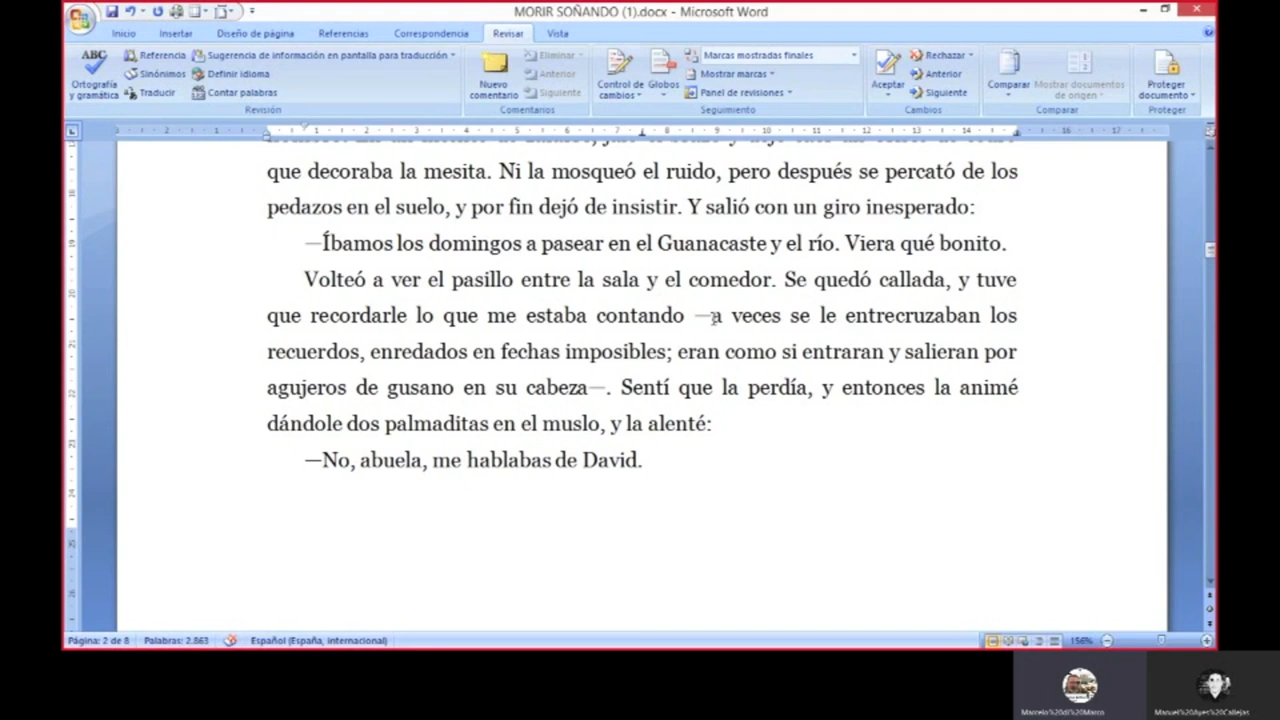 MORIR SOÑANDO (1).docx - Microsoft Word
Inicio Insertar Diseño de página Referencias Correspondencia Revisar Vista
ABC
Ortografía y gramática
Referencia
Sinónimos
Traducir
Sugerencia de información en pantalla para traducción
Definir idioma
Contar palabras
Revisión
Nuevo comentario
Eliminar
Anterior
Siguiente
Comentarios
Control de cambios
Globos
Marcas mostradas finales
Mostrar marcas
Panel de revisiones
Seguimiento
Aceptar
Rechazar
Anterior
Siguiente
Cambios
Comparar
Mostrar documentos de origen
Comparar
Proteger documento
Proteger
que decoraba la mesita. Ni la mosqueó el ruido, pero después se percató de los
pedazos en el suelo, y por fin dejó de insistir. Y salió con un giro inesperado:
—Íbamos los domingos a pasear en el Guanacaste y el río. Viera qué bonito.
Volteó a ver el pasillo entre la sala y el comedor. Se quedó callada, y tuve
que recordarle lo que me estaba contando —a veces se le entrecruzaban los
recuerdos, enredados en fechas imposibles; eran como si entraran y salieran por
agujeros de gusano en su cabeza—. Sentí que la perdía, y entonces la animé
dándole dos palmaditas en el muslo, y la alenté:
—No, abuela, me hablabas de David.
Página: 2 de 8 Palabras: 2.863 Español (España, internacional) 156%
Marcelo%20di%20Marco
Manuel%20Ayes%20Callejas